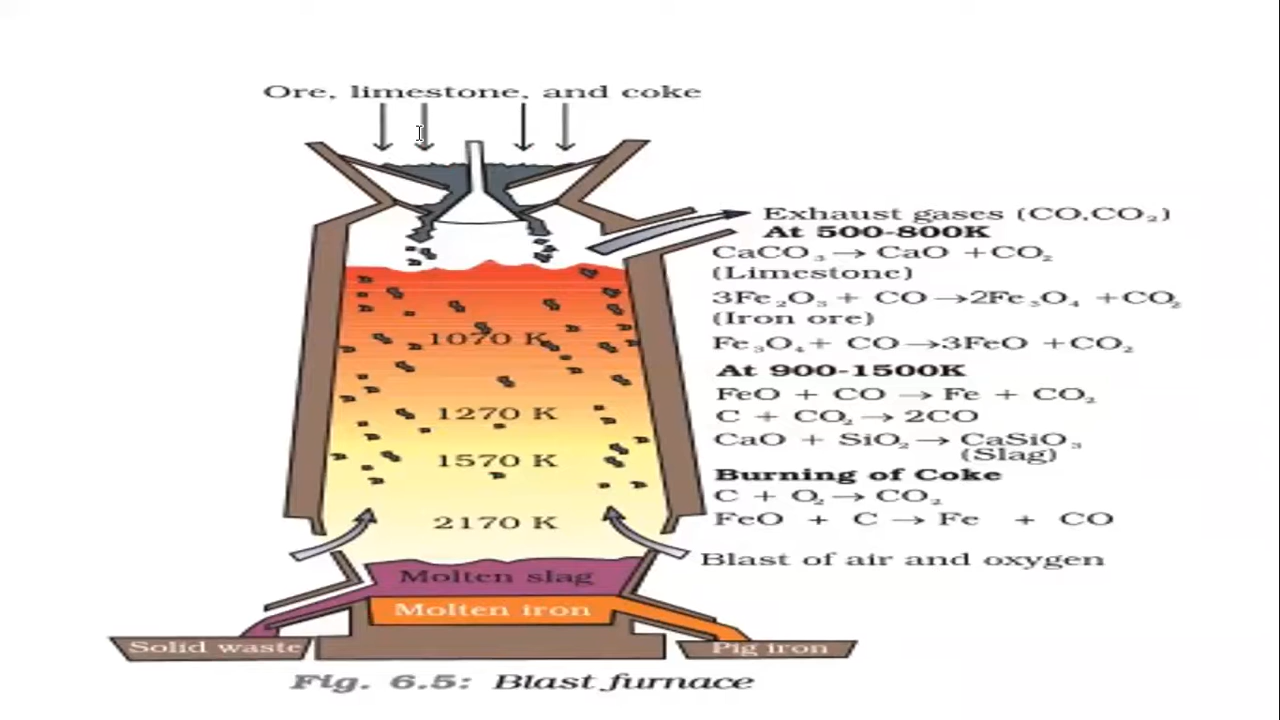 Ore, limestone, and coke
Exhaust gases (CO,CO₂)
At 500-800K
CaCO₃ → CaO +CO₂
(Limestone)
3Fe₂O₃ + CO →2Fe₃O₄ +CO₂
(Iron ore)
Fe₃O₄+ CO →3FeO +CO₂
At 900-1500K
FeO + CO → Fe + CO₂
C + CO₂ → 2CO
CaO + SiO₂ → CaSiO₃
(Slag)
Burning of Coke
C + O₂ → CO₂
FeO + C → Fe + CO
Blast of air and oxygen
1070 K
1270 K
1570 K
2170 K
Molten slag
Molten iron
Solid waste
Pig iron
Fig. 6.5: Blast furnace